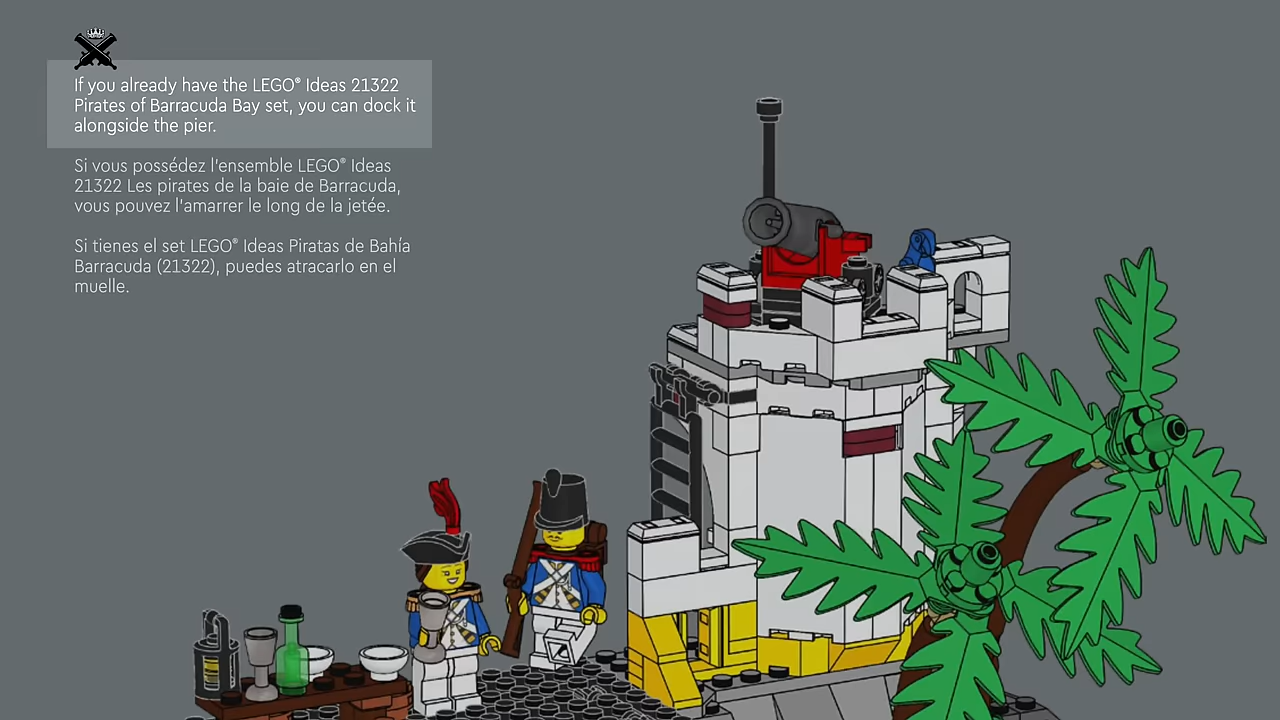 If you already have the LEGO® Ideas 21322
Pirates of Barracuda Bay set, you can dock it
alongside the pier.
Si vous possédez l'ensemble LEGO® Ideas
21322 Les pirates de la baie de Barracuda,
vous pouvez l'amarrer le long de la jetée.
Si tienes el set LEGO® Ideas Piratas de Bahía
Barracuda (21322), puedes atracarlo en el
muelle.